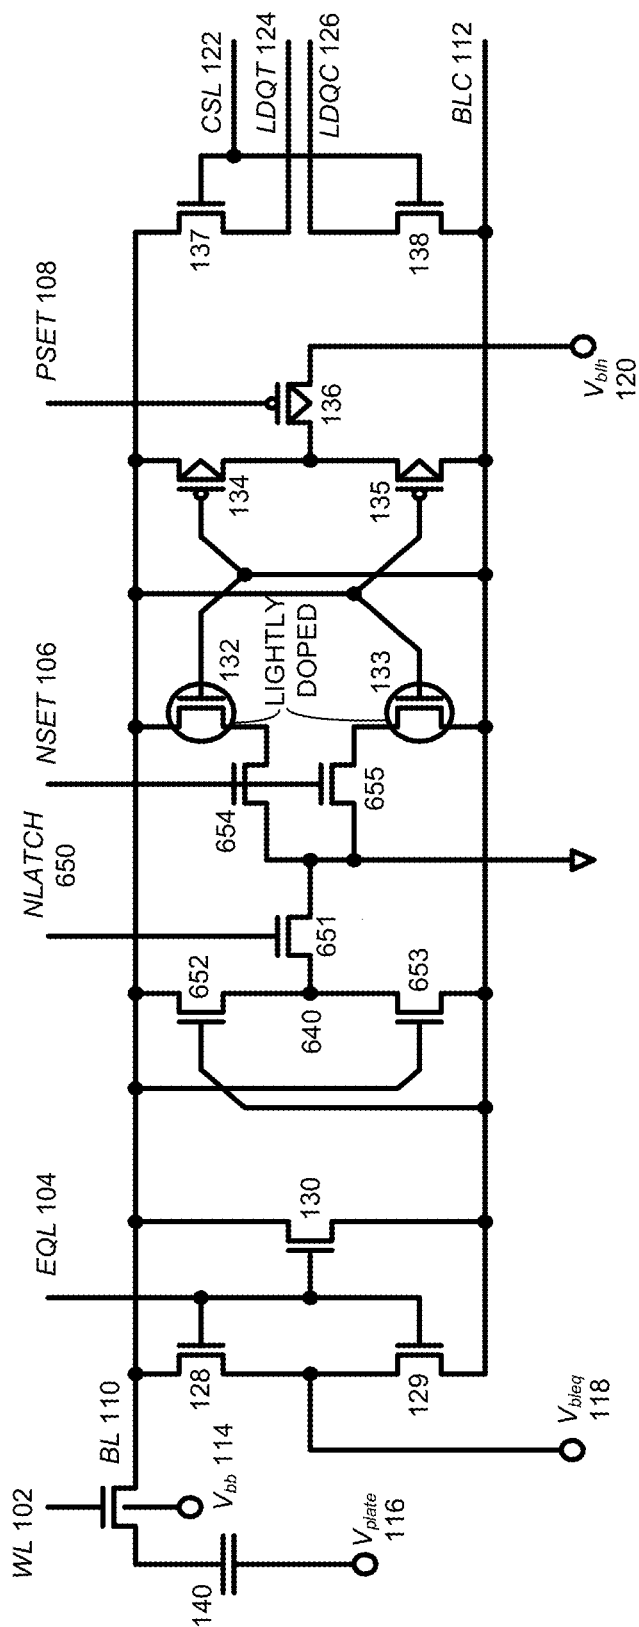 WL 102
BL 110
EQL 104
NLATCH
650
NSET 106
PSET 108
CSL 122
LDQT 124
LDQC 126
BLC 112
140
Vbb 114
Vplate
116
128
129
130
Vbleq
118
652
640
653
651
654
655
132
LIGHTLY
DOPED
133
134
135
136
Vblh
120
137
138